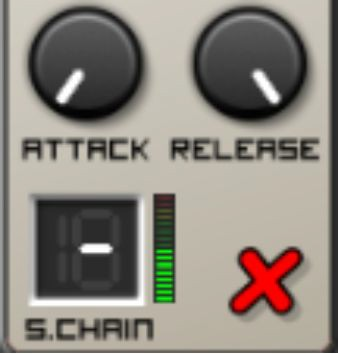 ATTACK RELEASE
-
S.CHAIN